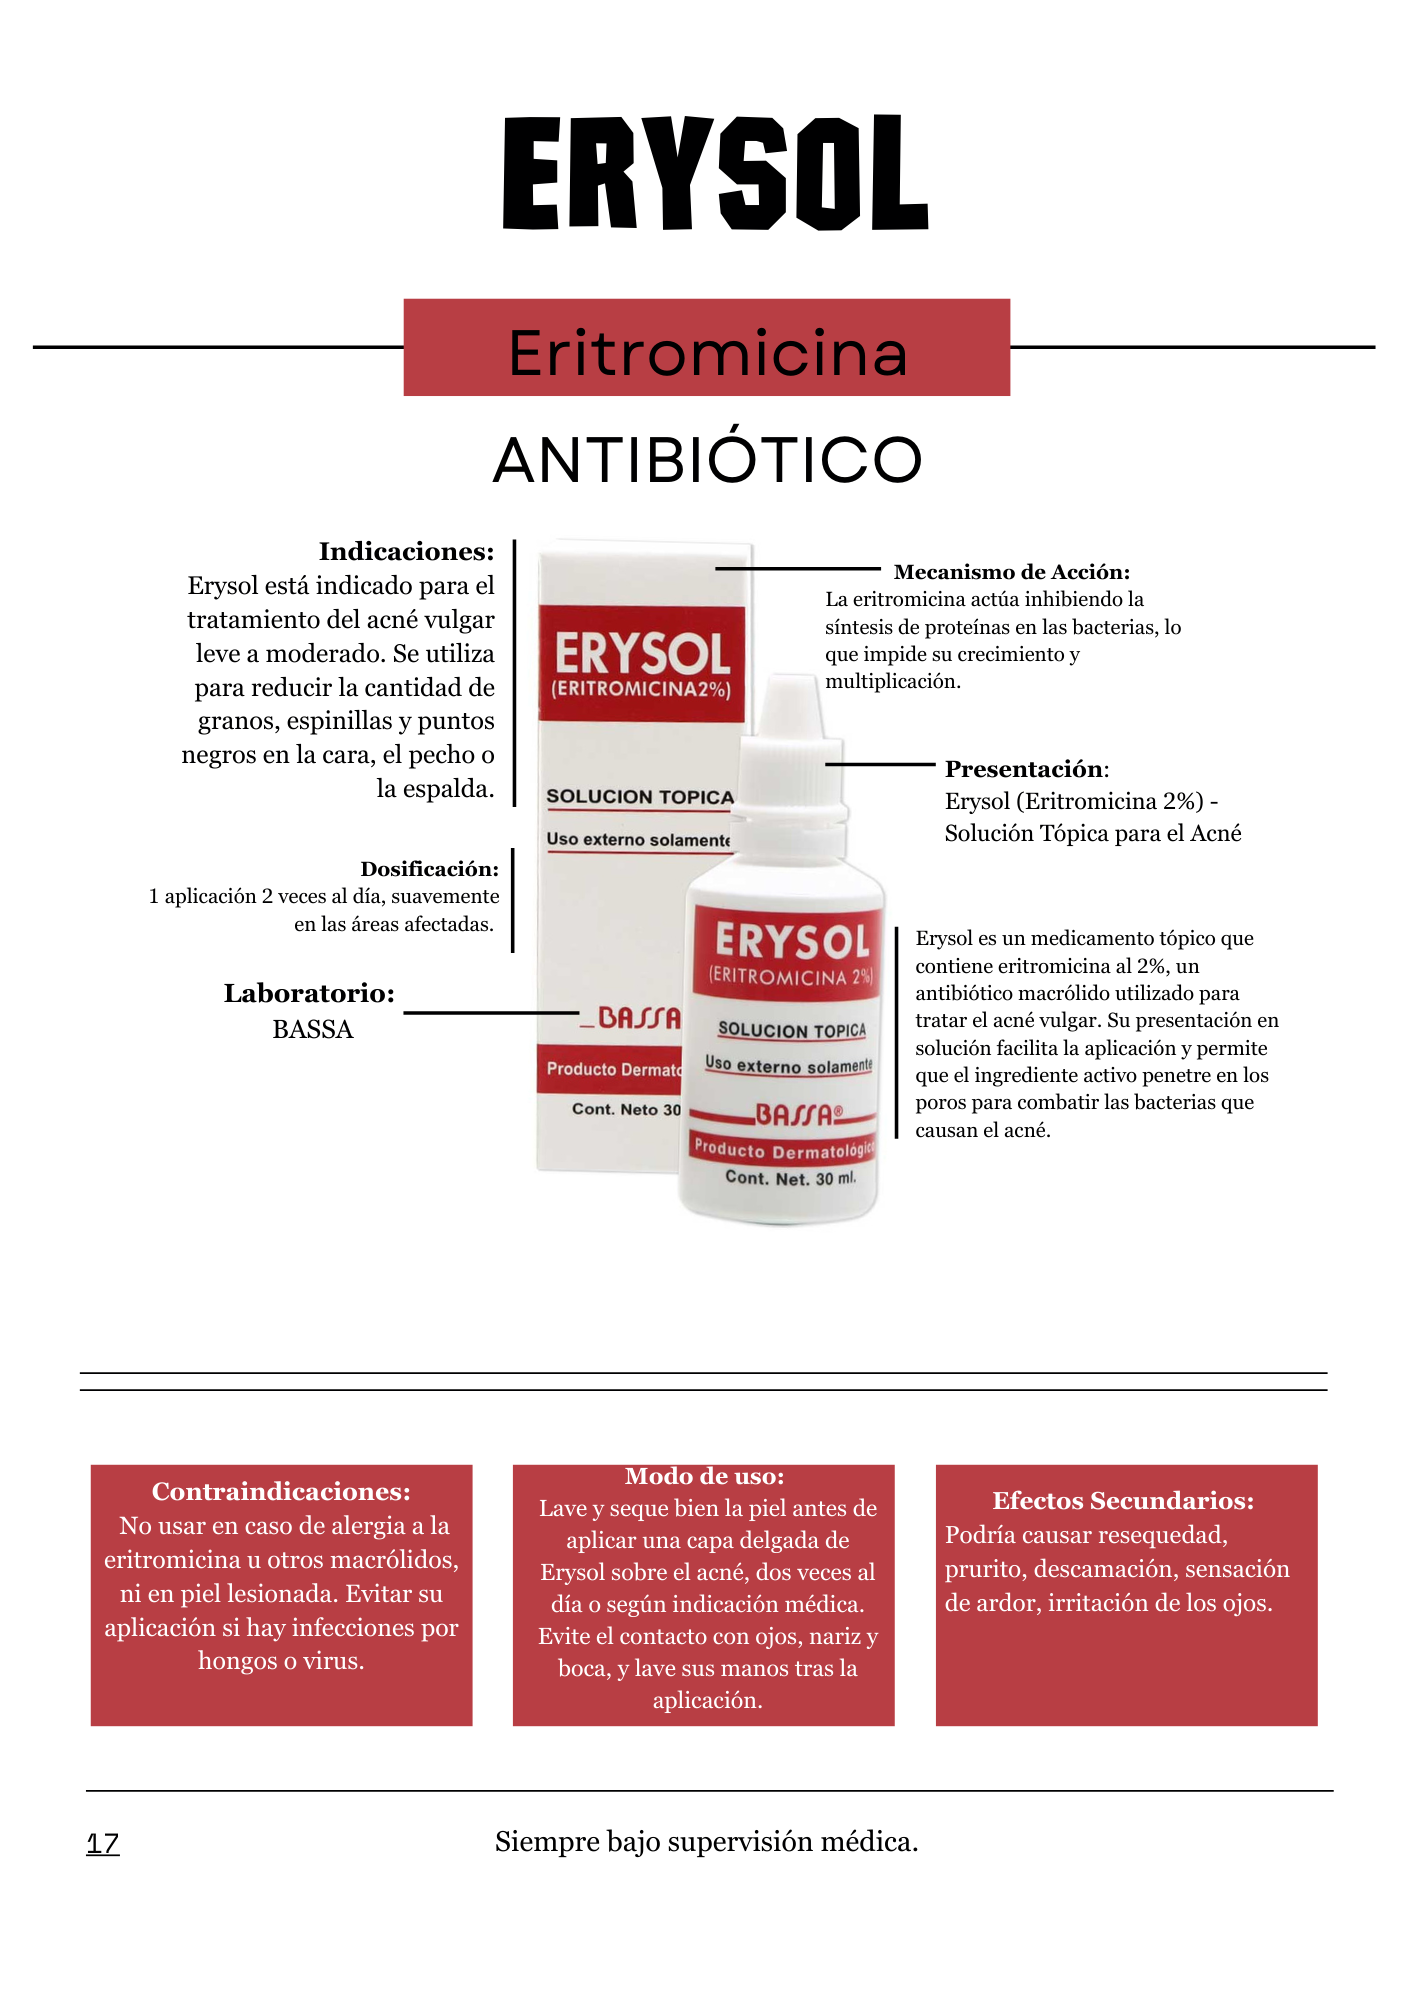 ERYSOL
Eritromicina
ANTIBIÓTICO
Indicaciones:
Erysol está indicado para el
tratamiento del acné vulgar
leve a moderado. Se utiliza
para reducir la cantidad de
granos, espinillas y puntos
negros en la cara, el pecho o
la espalda.
Dosificación:
1 aplicación 2 veces al día, suavemente
en las áreas afectadas.
Laboratorio:
BASSA
ERYSOL
(ERITROMICINA2%)
SOLUCION TOPICA
Uso externo solamente
BASSA
Producto Dermato
Cont. Neto 30
ERYSOL
(ERITROMICINA 2%)
SOLUCION TOPICA
Uso externo solamente
BASSA®
Producto Dermatológico
Cont. Net. 30 ml.
Mecanismo de Acción:
La eritromicina actúa inhibiendo la
síntesis de proteínas en las bacterias, lo
que impide su crecimiento y
multiplicación.
Presentación:
Erysol (Eritromicina 2%) -
Solución Tópica para el Acné
Erysol es un medicamento tópico que
contiene eritromicina al 2%, un
antibiótico macrólido utilizado para
tratar el acné vulgar. Su presentación en
solución facilita la aplicación y permite
que el ingrediente activo penetre en los
poros para combatir las bacterias que
causan el acné.
Contraindicaciones:
No usar en caso de alergia a la
eritromicina u otros macrólidos,
ni en piel lesionada. Evitar su
aplicación si hay infecciones por
hongos o virus.
Modo de uso:
Lave y seque bien la piel antes de
aplicar una capa delgada de
Erysol sobre el acné, dos veces al
día o según indicación médica.
Evite el contacto con ojos, nariz y
boca, y lave sus manos tras la
aplicación.
Efectos Secundarios:
Podría causar resequedad,
prurito, descamación, sensación
de ardor, irritación de los ojos.
17
Siempre bajo supervisión médica.